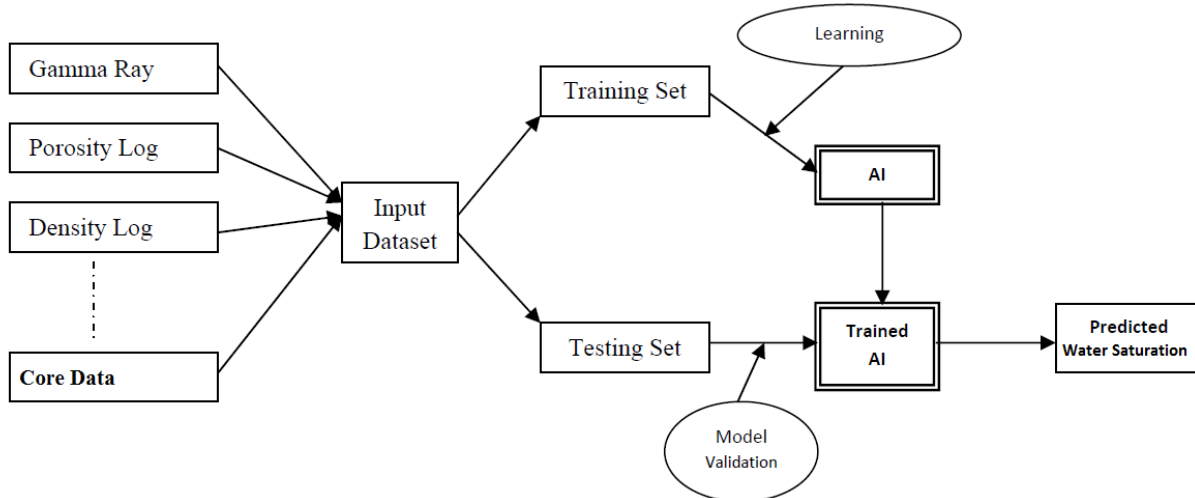 Gamma Ray
Porosity Log
Density Log
Core Data
Input
Dataset
Training Set
Testing Set
Learning
AI
Trained
AI
Model
Validation
Predicted
Water Saturation